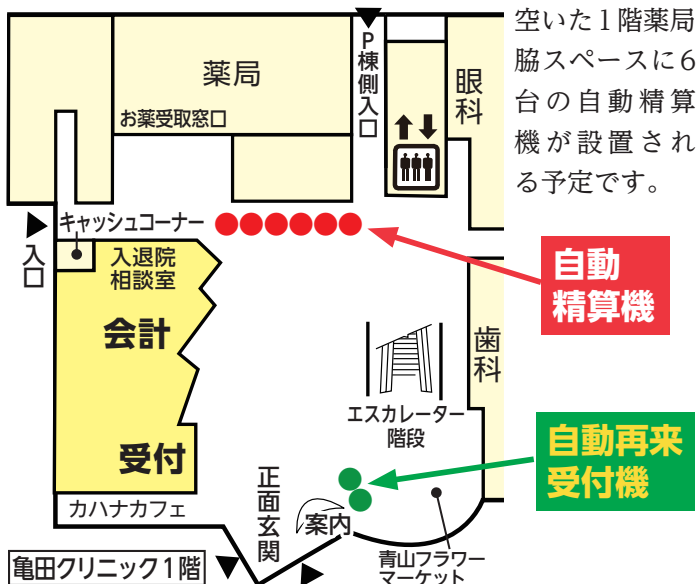 空いた1階薬局
脇スペースに6
台の自動精算
機が設置され
る予定です。
薬局
お薬受取窓口
P棟側入口
眼科
キャッシュコーナー
入口
入退院
相談室
会計
受付
カハナカフェ
自動
精算機
歯科
エスカレーター
階段
自動再来
受付機
正面玄関
案内
青山フラワー
マーケット
亀田クリニック1階